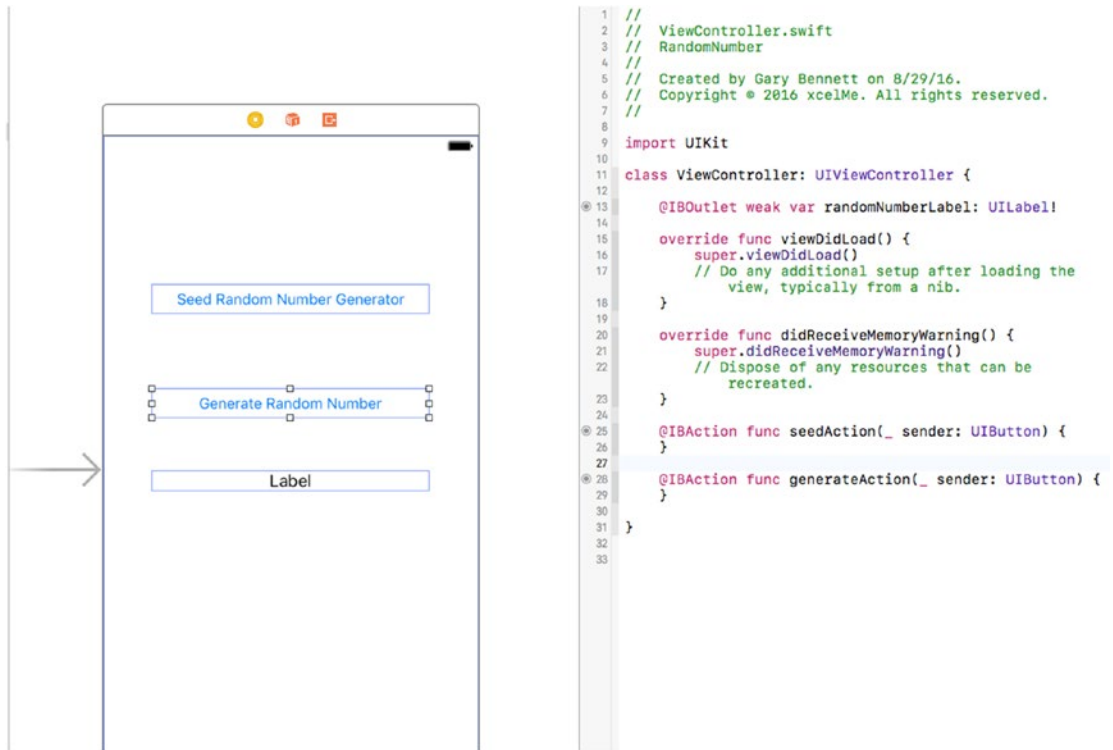 Seed Random Number Generator
Generate Random Number
Label
1 //
2 //  ViewController.swift
3 //  RandomNumber
4 //
5 //  Created by Gary Bennett on 8/29/16.
6 //  Copyright © 2016 xcelMe. All rights reserved.
7 //
8
9 import UIKit
10
11 class ViewController: UIViewController {
12
13     @IBOutlet weak var randomNumberLabel: UILabel!
14
15     override func viewDidLoad() {
16         super.viewDidLoad()
17         // Do any additional setup after loading the
view, typically from a nib.
18     }
19
20     override func didReceiveMemoryWarning() {
21         super.didReceiveMemoryWarning()
22         // Dispose of any resources that can be
recreated.
23     }
24
25     @IBAction func seedAction(_ sender: UIButton) {
26     }
27
28     @IBAction func generateAction(_ sender: UIButton) {
29     }
30
31 }
32
33